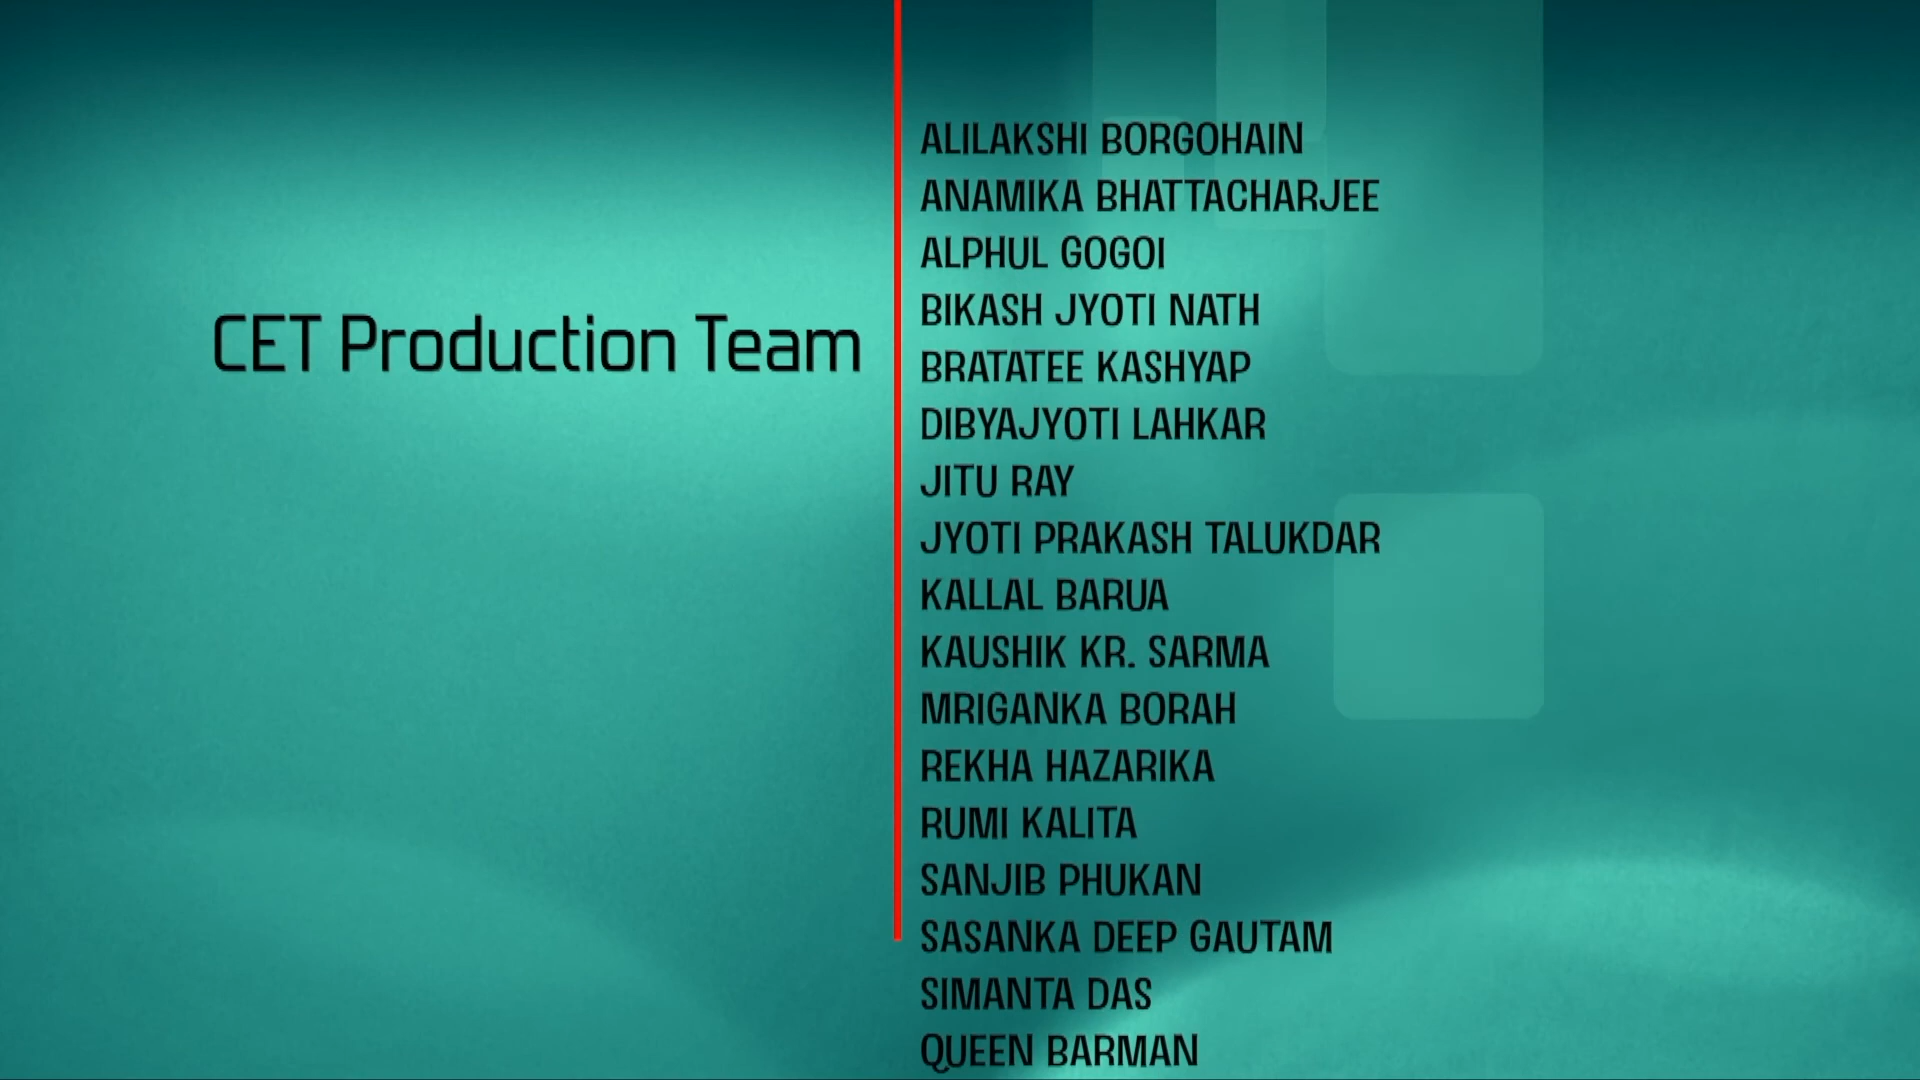 CET Production Team
ALILAKSHI BORGOHAIN
ANAMIKA BHATTACHARJEE
ALPHUL GOGOI
BIKASH JYOTI NATH
BRATATEE KASHYAP
DIBYAJYOTI LAHKAR
JITU RAY
JYOTI PRAKASH TALUKDAR
KALLAL BARUA
KAUSHIK KR. SARMA
MRIGANKA BORAH
REKHA HAZARIKA
RUMI KALITA
SANJIB PHUKAN
SASANKA DEEP GAUTAM
SIMANTA DAS
QUEEN BARMAN